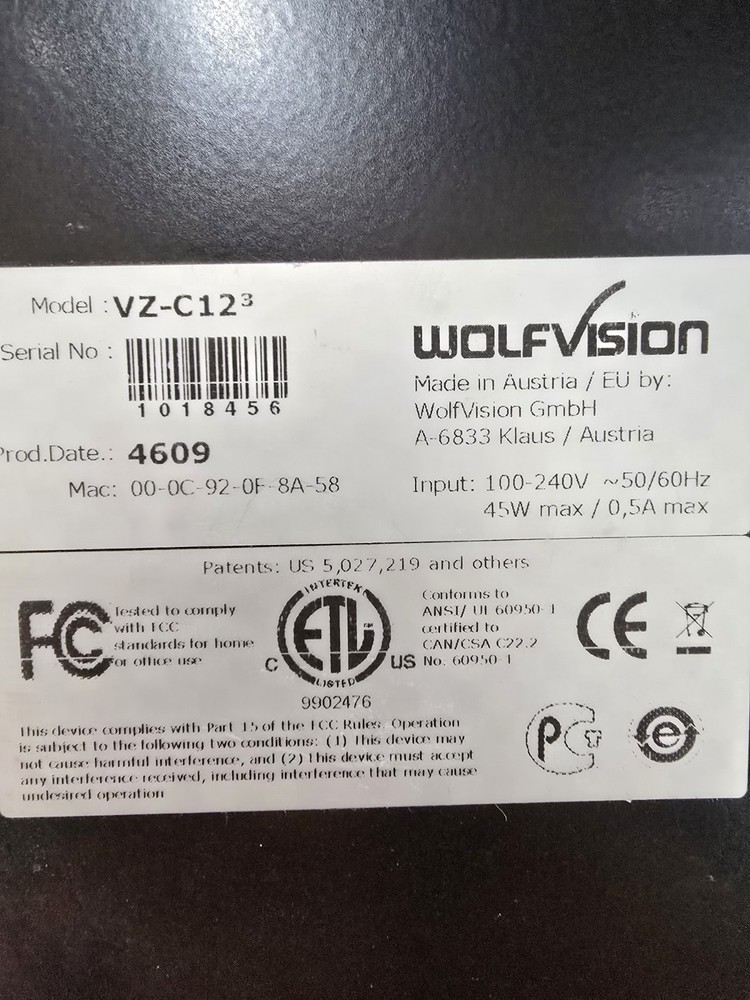 Model : VZ-C12³
Serial No :
1018456
Prod.Date.: 4609
Mac: 00-0C-92-0F-8A-58
WOLFVISION
Made in Austria / EU by:
WolfVision GmbH
A-6833 Klaus / Austria
Input: 100-240V ~50/60Hz
45W max / 0,5A max
Patents: US 5,027,219 and others
FC
Tested to comply
with FCC
standards for home
or office use
INTERTEK
ETL
LISTED
C US
9902476
Conforms to
ANSI/ UL 60950-1
certified to
CAN/CSA C22.2
No. 60950-1
CE
This device complies with Part 15 of the FCC Rules. Operation
is subject to the following two conditions: (1) This device may
not cause harmful interference, and (2) This device must accept
any interference received, including interference that may cause
undesired operation
PCT
e